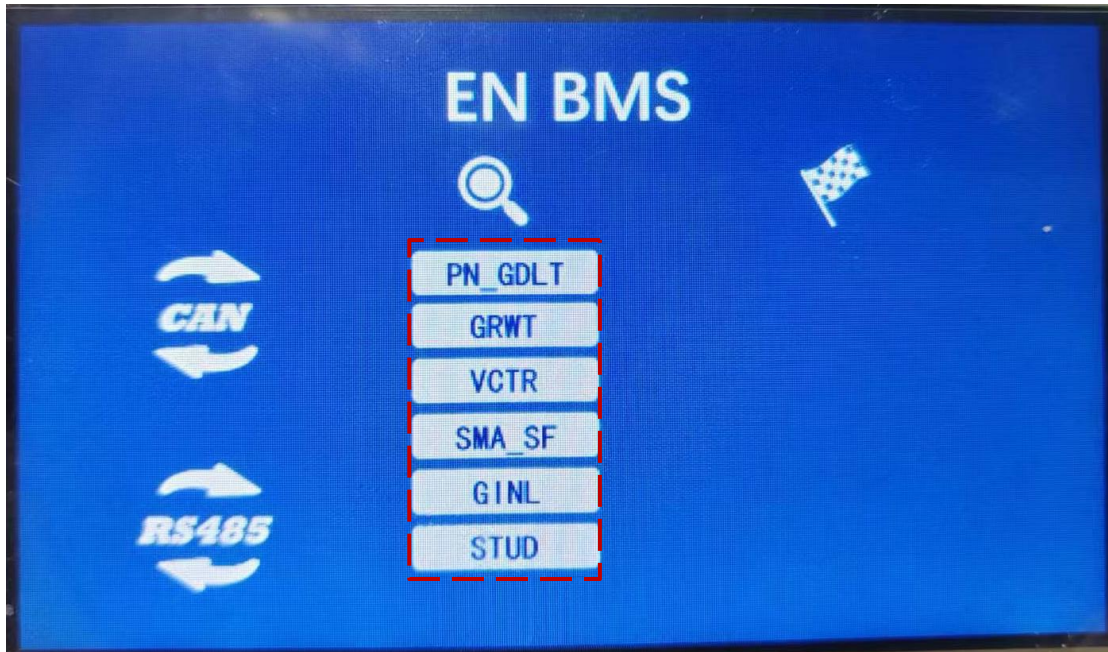 EN BMS
CAN
PN_GDLT
GRWT
VCTR
SMA_SF
GINL
STUD
RS485